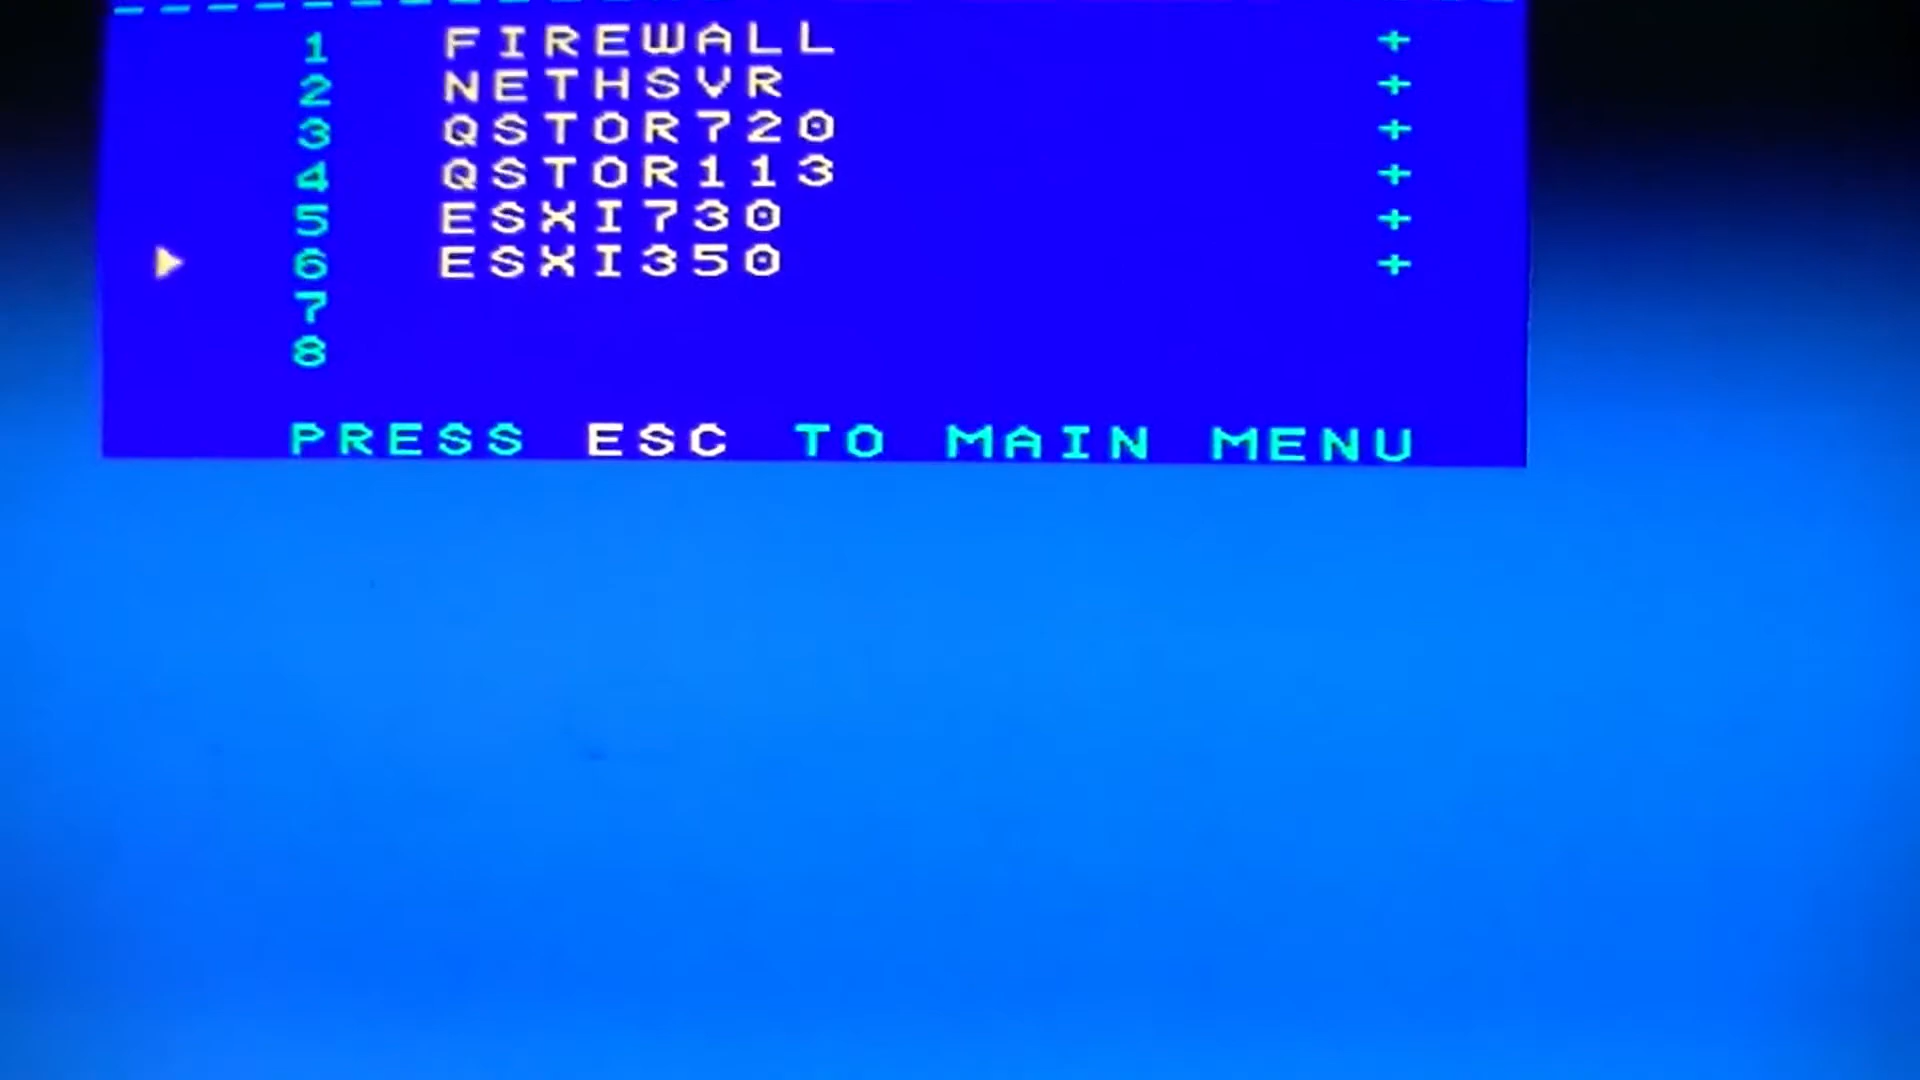 1 FIREWALL +
2 NETHSVR +
3 QSTOR720 +
4 QSTOR113 +
5 ESXI730 +
6 ESXI350 +
7
8
PRESS ESC TO MAIN MENU